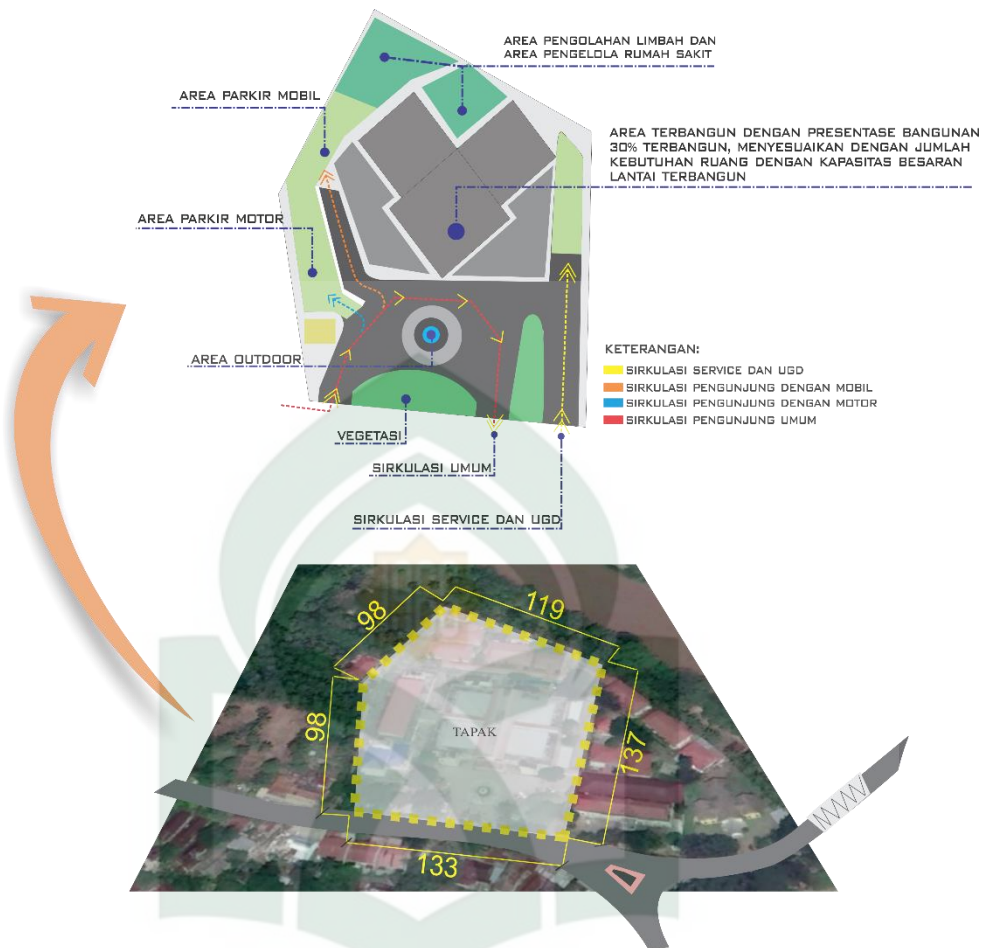 AREA PENGOLAHAN LIMBAH DAN
AREA PENGELOLA RUMAH SAKIT
AREA PARKIR MOBIL
AREA TERBANGUN DENGAN PRESENTASE BANGUNAN
30% TERBANGUN, MENYESUAIKAN DENGAN JUMLAH
KEBUTUHAN RUANG DENGAN KAPASITAS BESARAN
LANTAI TERBANGUN
AREA PARKIR MOTOR
AREA OUTDOOR
KETERANGAN:
SIRKULASI SERVICE DAN UGD
SIRKULASI PENGUNJUNG DENGAN MOBIL
SIRKULASI PENGUNJUNG DENGAN MOTOR
SIRKULASI PENGUNJUNG UMUM
VEGETASI
SIRKULASI UMUM
SIRKULASI SERVICE DAN UGD
98
119
98
TAPAK
137
133